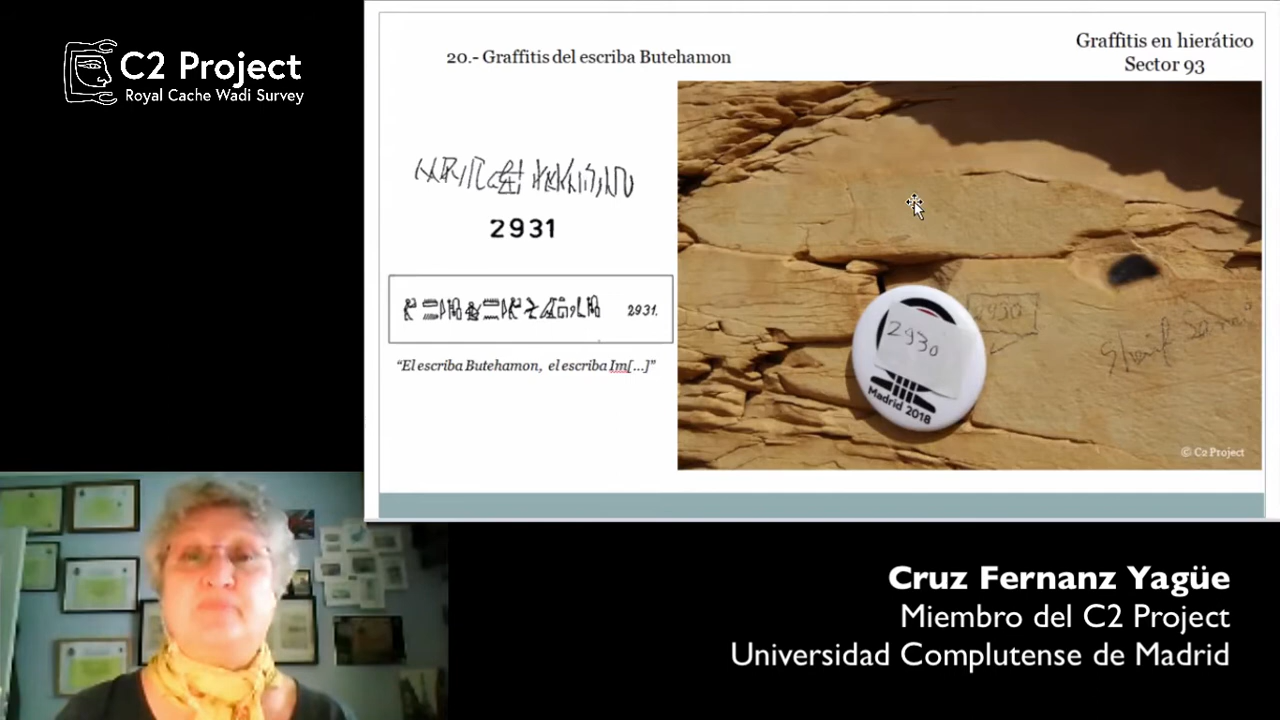 C2 Project
Royal Cache Wadi Survey
20.- Graffitis del escriba Butehamon
Graffitis en hierático
Sector 93
2931
2931.
“El escriba Butehamon, el escriba Im[...]”
2930
2930
Madrid 2018
© C2 Project
Cruz Fernanz Yagüe
Miembro del C2 Project
Universidad Complutense de Madrid